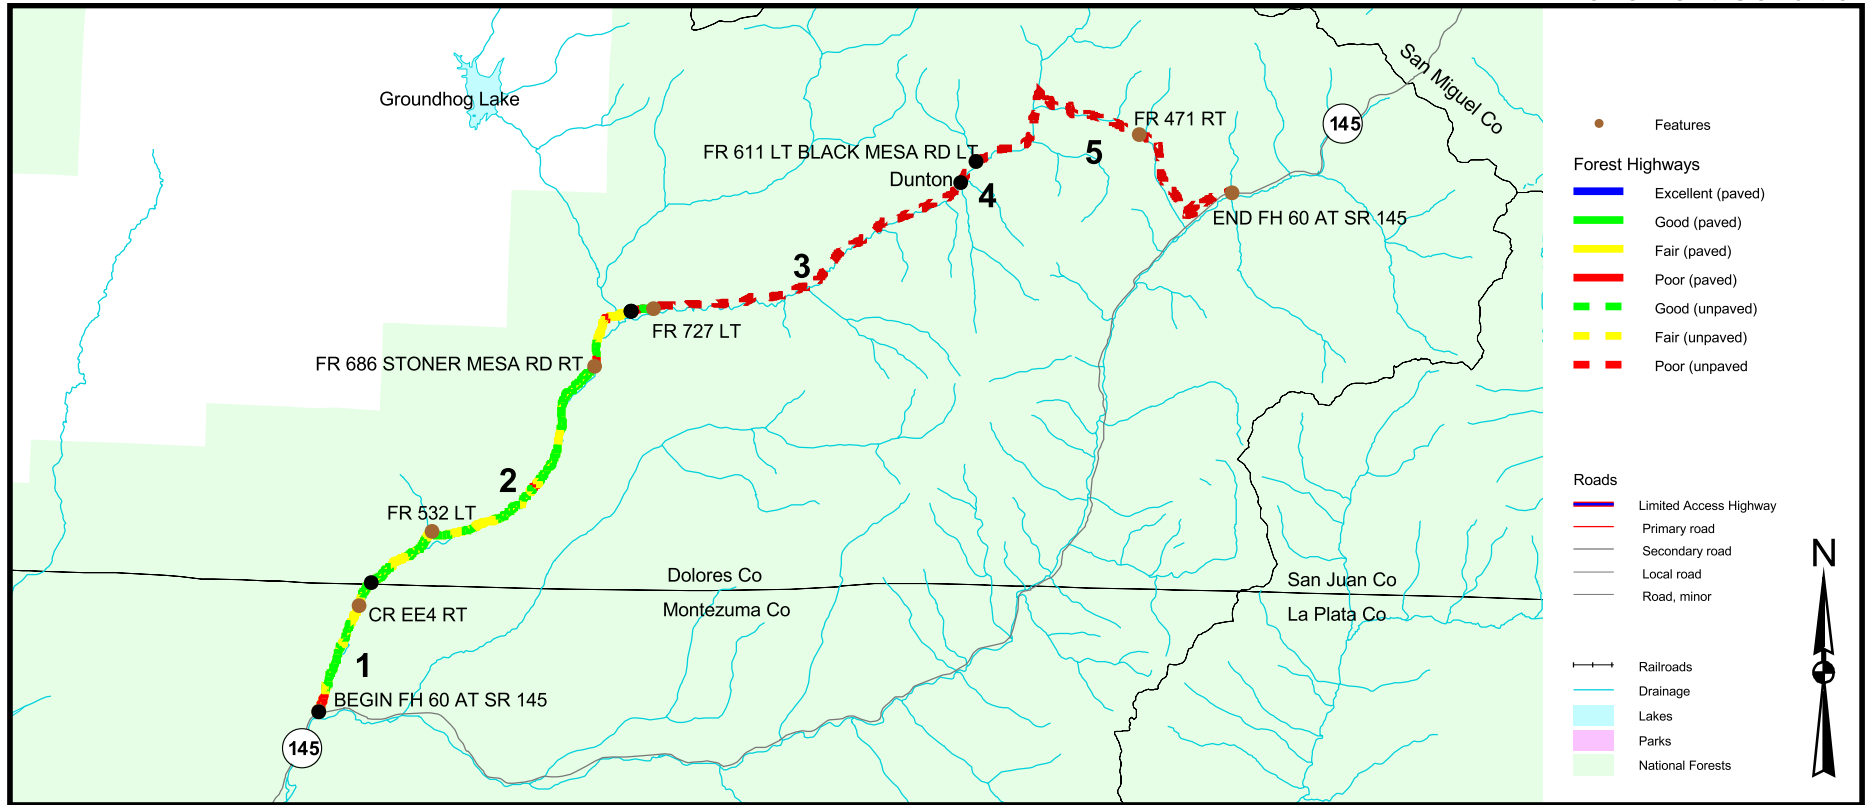 San Miguel Co
Groundhog Lake
145
FR 471 RT
FR 611 LT BLACK MESA RD LT
5
Dunton
4
END FH 60 AT SR 145
3
FR 727 LT
FR 686 STONER MESA RD RT
2
FR 532 LT
Dolores Co
San Juan Co
Montezuma Co
La Plata Co
CR EE4 RT
1
BEGIN FH 60 AT SR 145
145
Features
Forest Highways
Excellent (paved)
Good (paved)
Fair (paved)
Poor (paved)
Good (unpaved)
Fair (unpaved)
Poor (unpaved
Roads
Limited Access Highway
Primary road
Secondary road
Local road
Road, minor
N
Railroads
Drainage
Lakes
Parks
National Forests